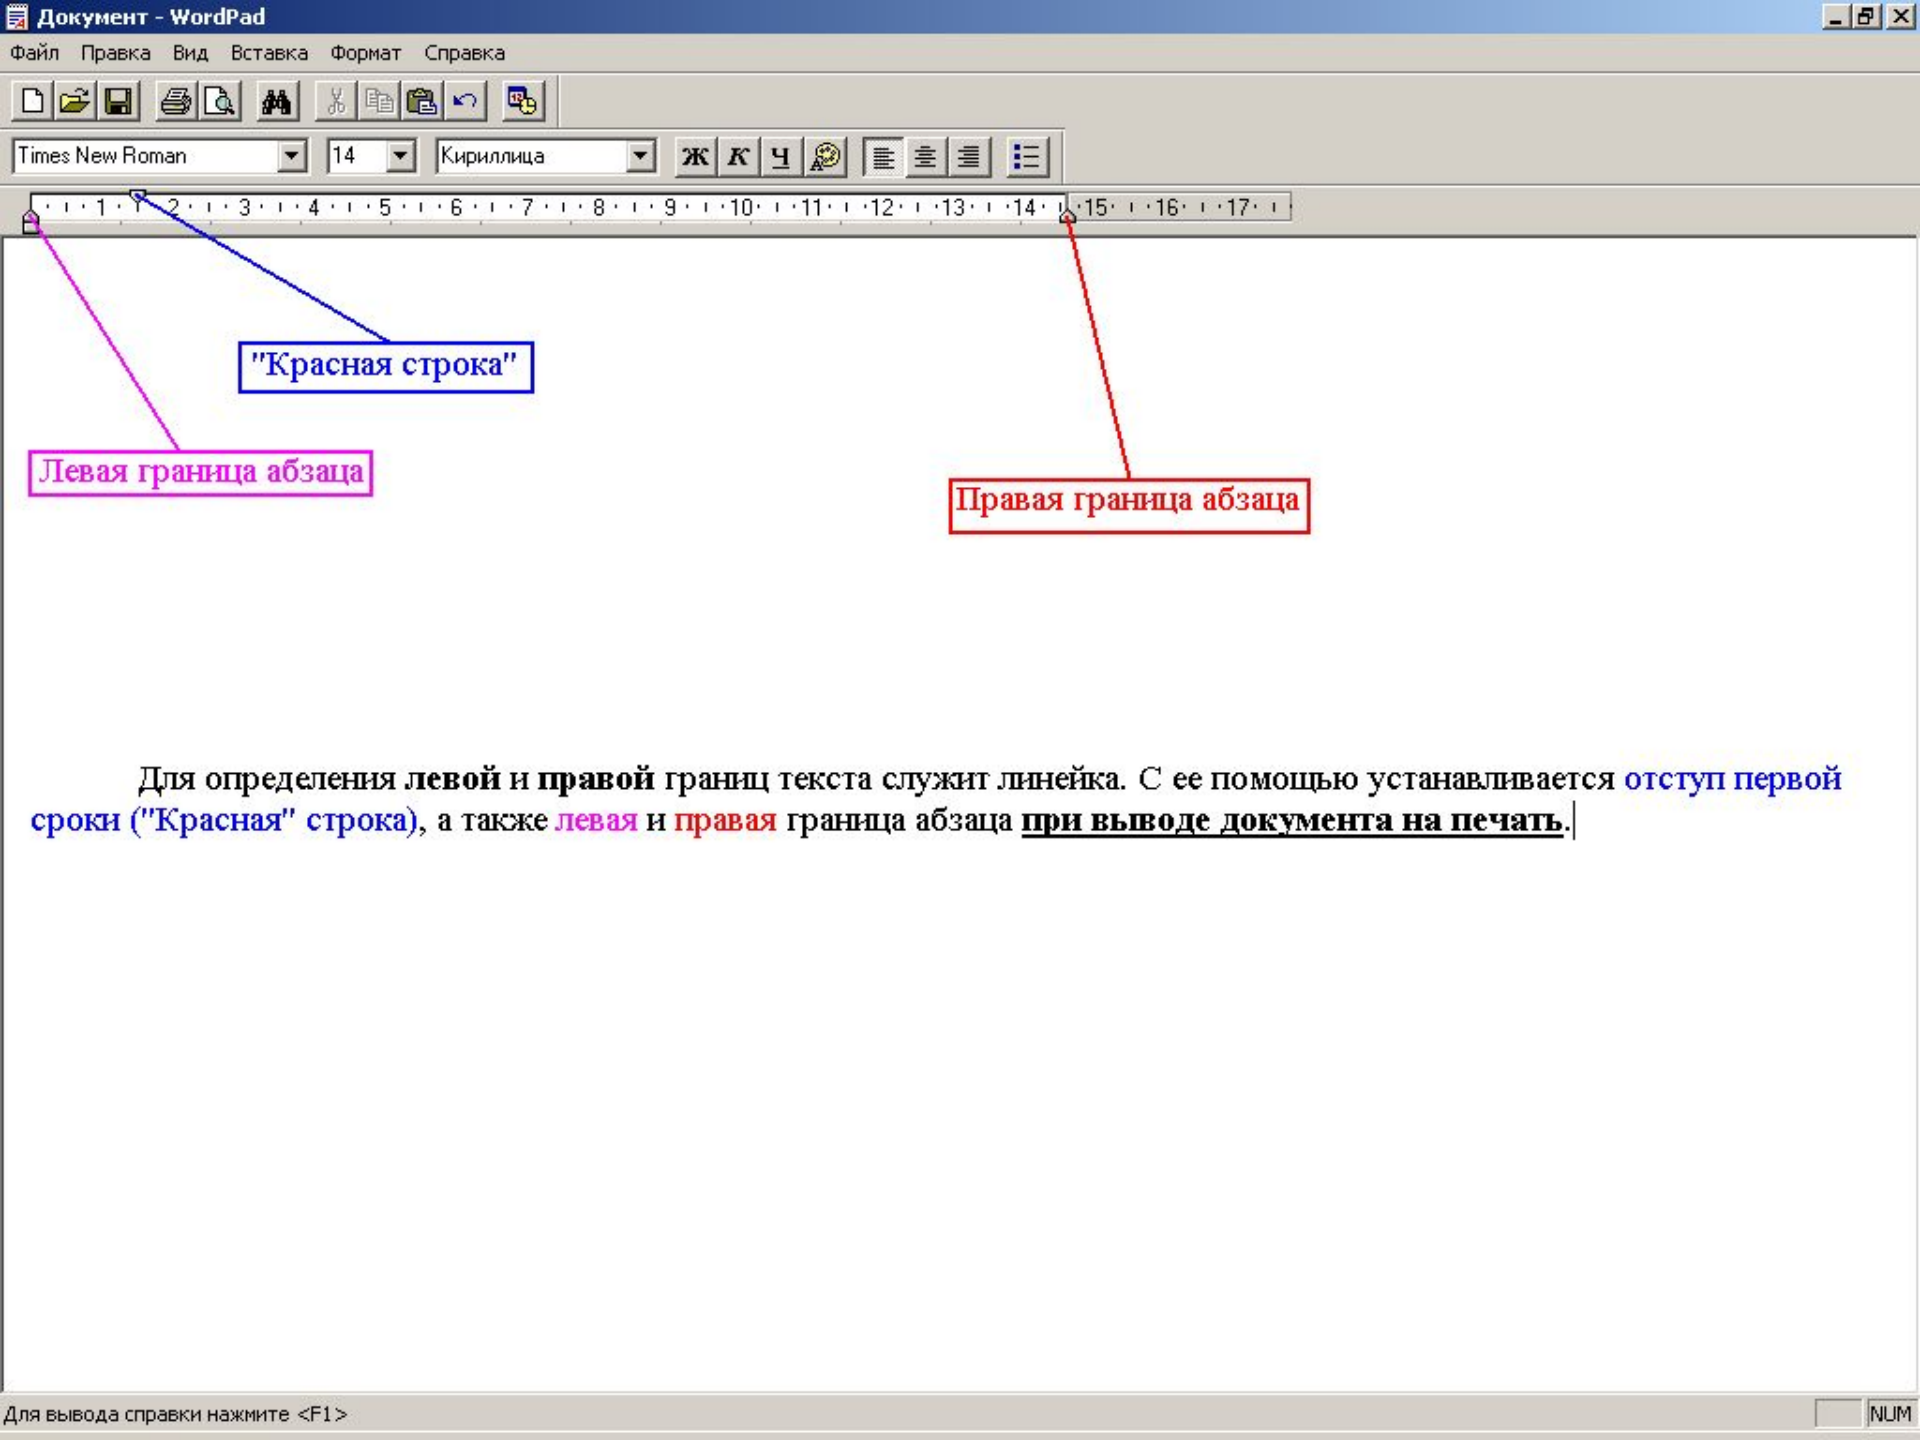 Документ - WordPad
Файл Правка Вид Вставка Формат Справка
Times New Roman 14 Кириллица Ж К Ч
1 2 3 4 5 6 7 8 9 10 11 12 13 14 15 16 17
"Красная строка"
Левая граница абзаца
Правая граница абзаца
Для определения левой и правой границ текста служит линейка. С ее помощью устанавливается отступ первой
сроки ("Красная" строка), а также левая и правая граница абзаца при выводе документа на печать.
Для вывода справки нажмите <F1>
NUM